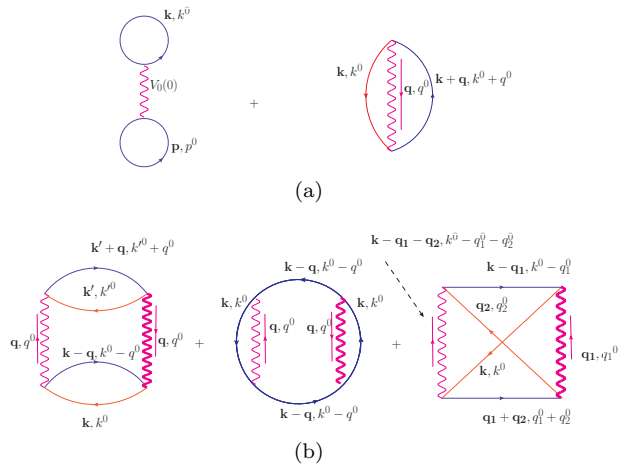 k, k⁰
V₀(0)
+
p, p⁰
k, k⁰
q, q⁰
k + q, k⁰ + q⁰
(a)
k′ + q, k′⁰ + q⁰
k′, k′⁰
q, q⁰
q, q⁰
k − q, k⁰ − q⁰
k, k⁰
+
k − q, k⁰ − q⁰
k, k⁰
k, k⁰
q, q⁰
q, q⁰
k − q, k⁰ − q⁰
+
k − q₁ − q₂, k⁰ − q₁⁰ − q₂⁰
k − q₁, k⁰ − q₁⁰
q₂, q₂⁰
k, k⁰
q₁, q₁⁰
q₁ + q₂, q₁⁰ + q₂⁰
(b)